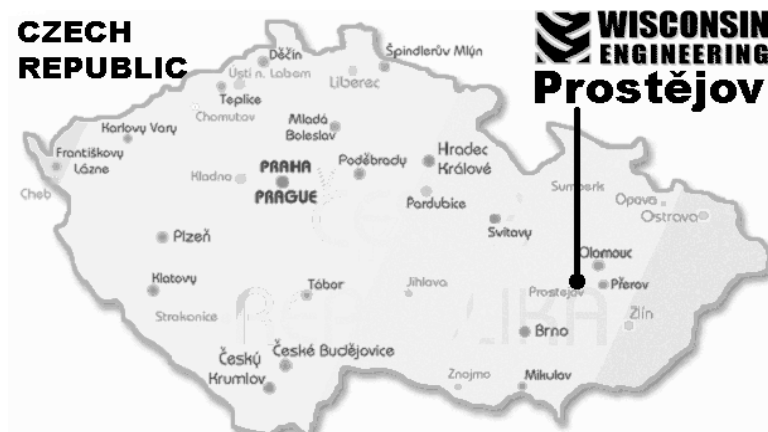 CZECH
REPUBLIC
WISCONSIN
ENGINEERING
Prostějov
Děčín
Špindlerův Mlýn
Ústí n. Labem
Liberec
Teplice
Chomutov
Karlovy Vary
Mladá
Boleslav
Františkovy
Lázne
Cheb
Kladno
PRAHA
PRAGUE
Poděbrady
Hradec
Králové
Pardubice
Sumperk
Opava
Ostrava
Svitavy
Plzeň
Olomouc
Klatovy
Tábor
Jihlava
Prostějov
Přerov
Strakonice
Zlín
Brno
Český
Krumlov
České Budějovice
Znojmo
Mikulov